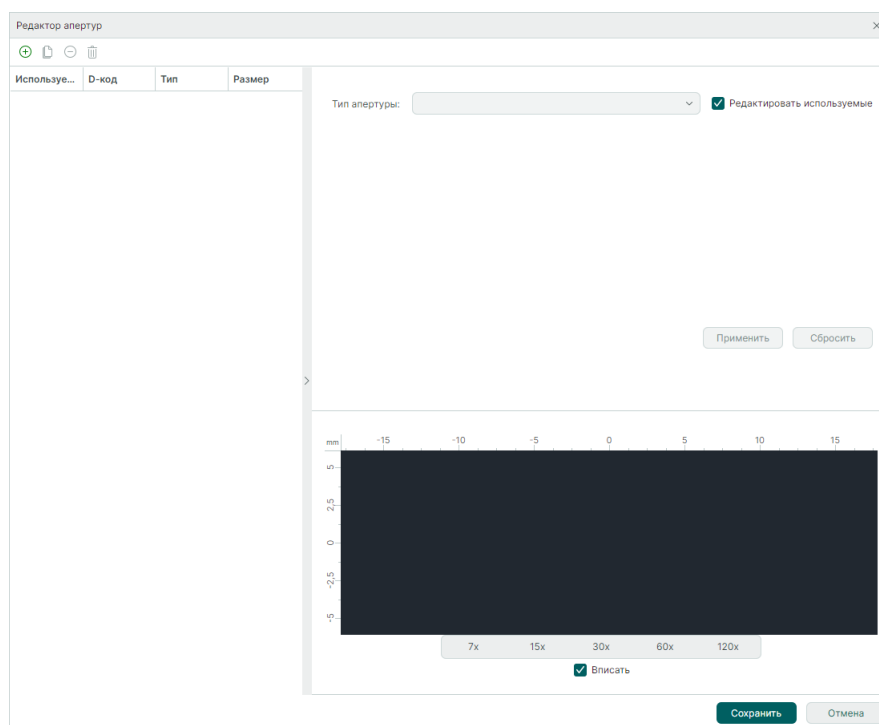 Редактор апертур
Используе... D-код Тип Размер
Тип апертуры: Редактировать используемые
Применить Сбросить
mm -15 -10 -5 0 5 10 15
5
2,5
0
-2,5
-5
7x 15x 30x 60x 120x
Вписать
Сохранить Отмена